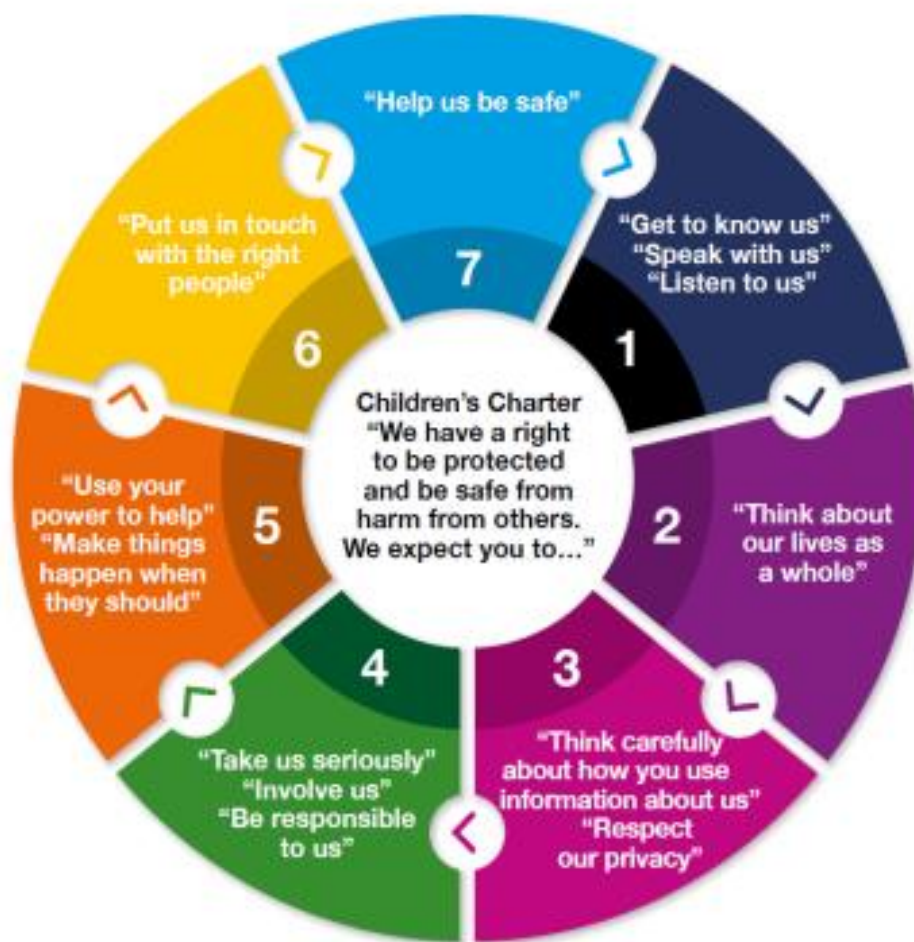 Children's Charter
"We have a right
to be protected
and be safe from
harm from others.
We expect you to..."
1
"Get to know us"
"Speak with us"
"Listen to us"
2
"Think about
our lives as
a whole"
3
"Think carefully
about how you use
information about us"
"Respect
our privacy"
4
"Take us seriously"
"Involve us"
"Be responsible
to us"
5
"Use your
power to help"
"Make things
happen when
they should"
6
"Put us in touch
with the right
people"
7
"Help us be safe"